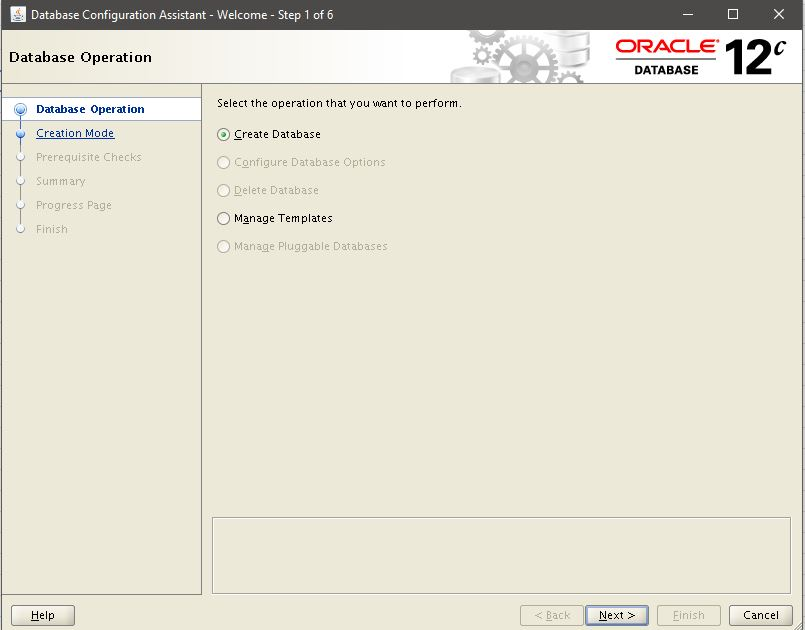 Database Configuration Assistant - Welcome - Step 1 of 6
Database Operation
ORACLE®
DATABASE
12c
Database Operation
Creation Mode
Prerequisite Checks
Summary
Progress Page
Finish
Select the operation that you want to perform.
Create Database
Configure Database Options
Delete Database
Manage Templates
Manage Pluggable Databases
Help
< Back
Next >
Finish
Cancel